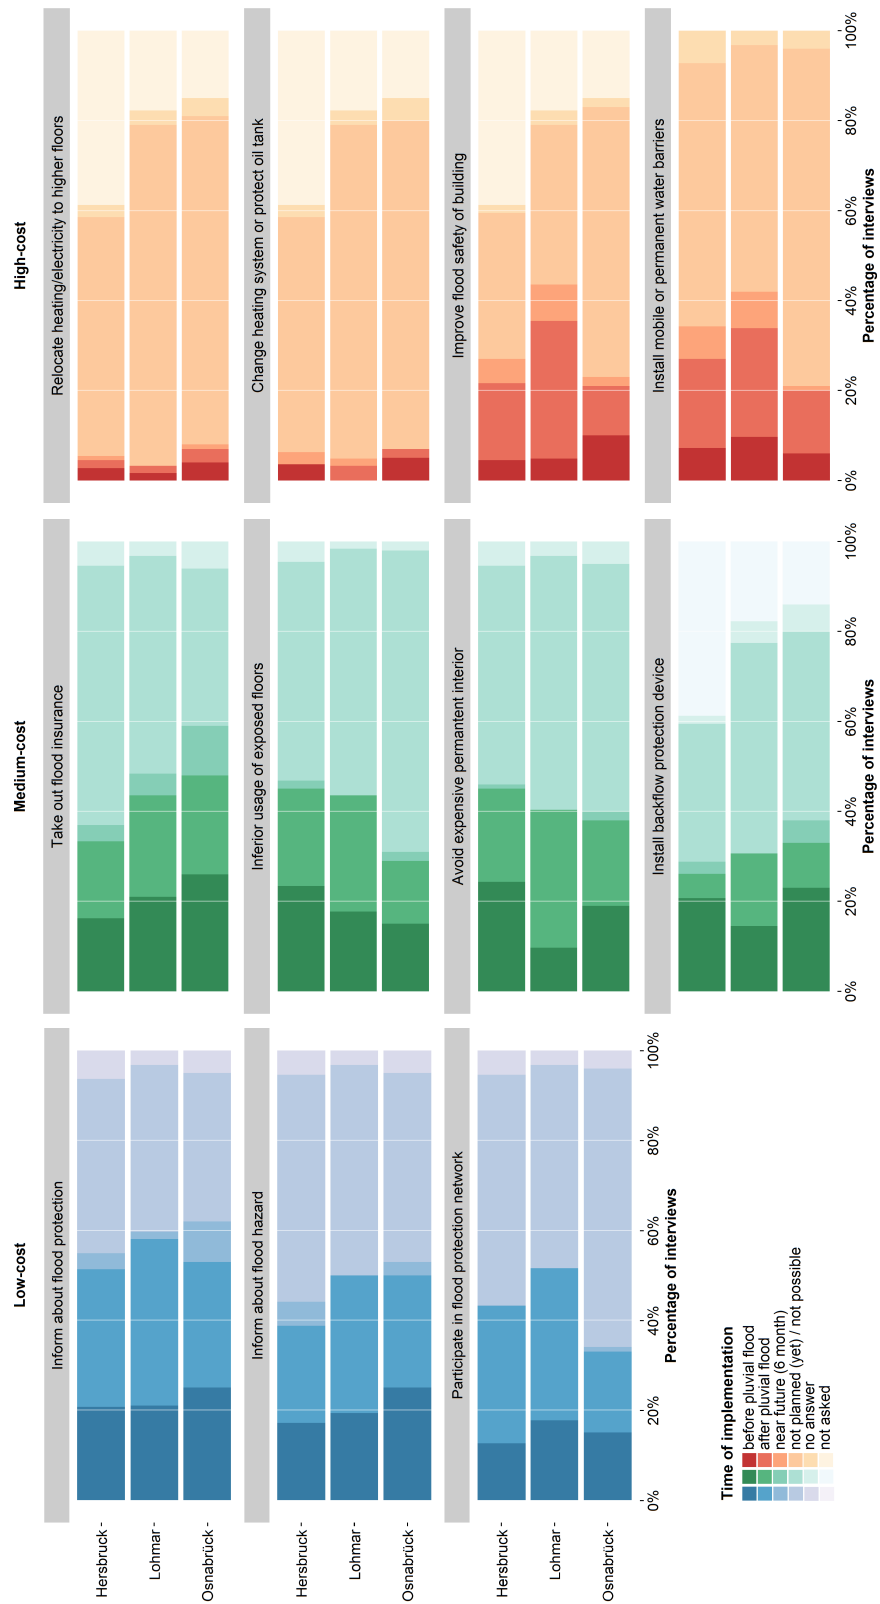 Low-cost
Medium-cost
High-cost
Inform about flood protection
Take out flood insurance
Relocate heating/electricity to higher floors
Hersbruck
Lohmar
Osnabrück
Inform about flood hazard
Inferior usage of exposed floors
Change heating system or protect oil tank
Hersbruck
Lohmar
Osnabrück
Participate in flood protection network
Avoid expensive permantent interior
Improve flood safety of building
Hersbruck
Lohmar
Osnabrück
0% 20% 40% 60% 80% 100%
Percentage of interviews
Install backflow protection device
Install mobile or permanent water barriers
0% 20% 40% 60% 80% 100%
0% 20% 40% 60% 80% 100%
Percentage of interviews
Percentage of interviews
Time of implementation
before pluvial flood
after pluvial flood
near future (6 month)
not planned (yet) / not possible
no answer
not asked